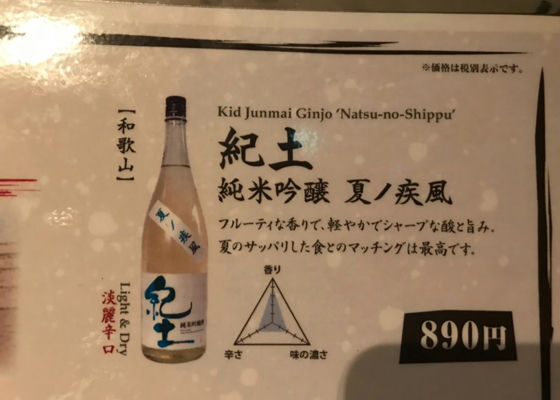 ※価格は税別表示です。
【和歌山】
Kid Junmai Ginjo 'Natsu-no-Shippu'
紀土
純米吟醸 夏ノ疾風
フルーティな香りで、軽やかでシャープな酸と旨み。
夏のサッパリした食とのマッチングは最高です。
夏ノ疾風
紀土
純米吟醸酒
Light & Dry
淡麗辛口
香り
辛さ
味の濃さ
890円